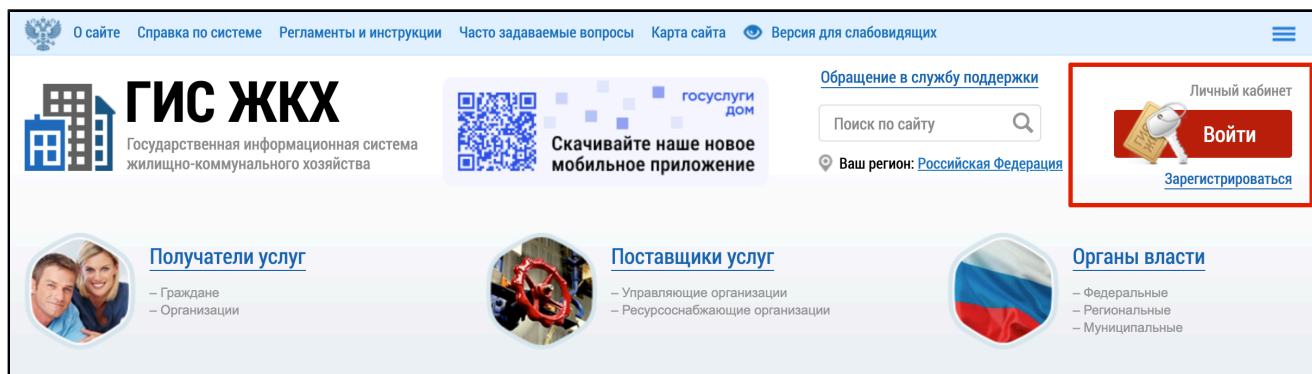 О сайте Справка по системе Регламенты и инструкции Часто задаваемые вопросы Карта сайта Версия для слабовидящих
ГИС ЖКХ
Государственная информационная система
жилищно-коммунального хозяйства
госуслуги
дом
Скачивайте наше новое
мобильное приложение
Обращение в службу поддержки
Поиск по сайту
Ваш регион: Российская Федерация
Личный кабинет
Войти
Зарегистрироваться
Получатели услуг
– Граждане
– Организации
Поставщики услуг
– Управляющие организации
– Ресурсоснабжающие организации
Органы власти
– Федеральные
– Региональные
– Муниципальные